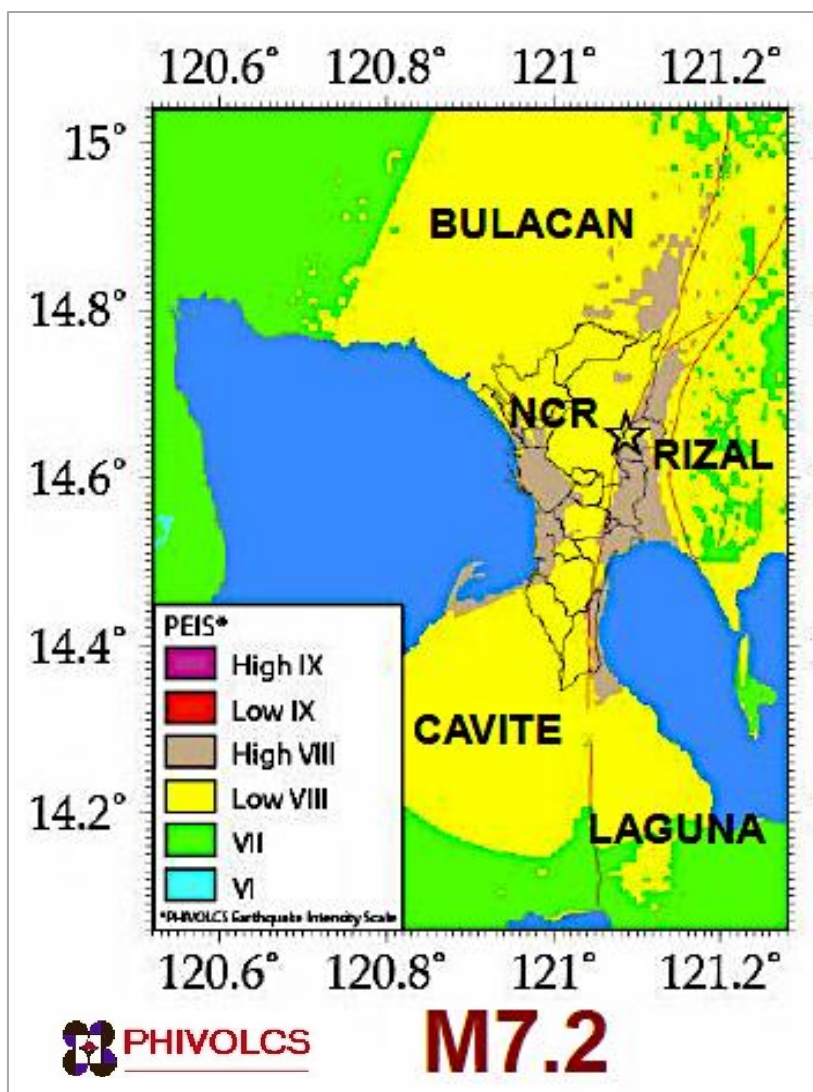 120.6° 120.8° 121° 121.2°
15°
BULACAN
14.8°
NCR
RIZAL
14.6°
PEIS*
High IX
14.4°
Low IX
CAVITE
High VIII
Low VIII
14.2°
LAGUNA
VII
VI
*PHIVOLCS Earthquake Intencity Scale
120.6° 120.8° 121° 121.2°
PHIVOLCS
M7.2